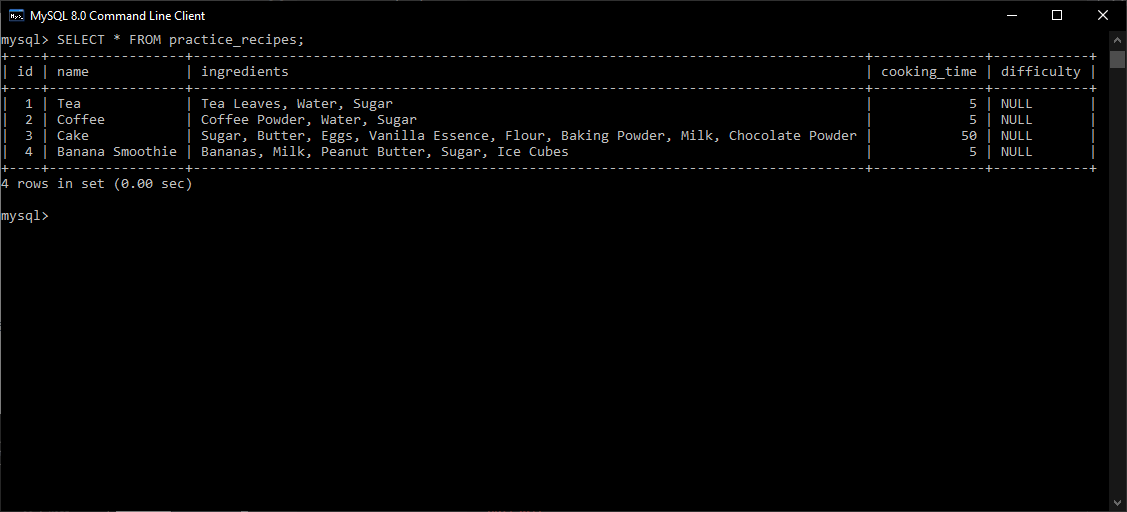 MySQL 8.0 Command Line Client
mysql> SELECT * FROM practice_recipes;
+----+-----------------+------------------------------------------------------------------------------------+--------------+------------+
| id | name            | ingredients                                                                        | cooking_time | difficulty |
+----+-----------------+------------------------------------------------------------------------------------+--------------+------------+
|  1 | Tea             | Tea Leaves, Water, Sugar                                                           |            5 | NULL       |
|  2 | Coffee          | Coffee Powder, Water, Sugar                                                        |            5 | NULL       |
|  3 | Cake            | Sugar, Butter, Eggs, Vanilla Essence, Flour, Baking Powder, Milk, Chocolate Powder |           50 | NULL       |
|  4 | Banana Smoothie | Bananas, Milk, Peanut Butter, Sugar, Ice Cubes                                     |            5 | NULL       |
+----+-----------------+------------------------------------------------------------------------------------+--------------+------------+
4 rows in set (0.00 sec)
mysql>